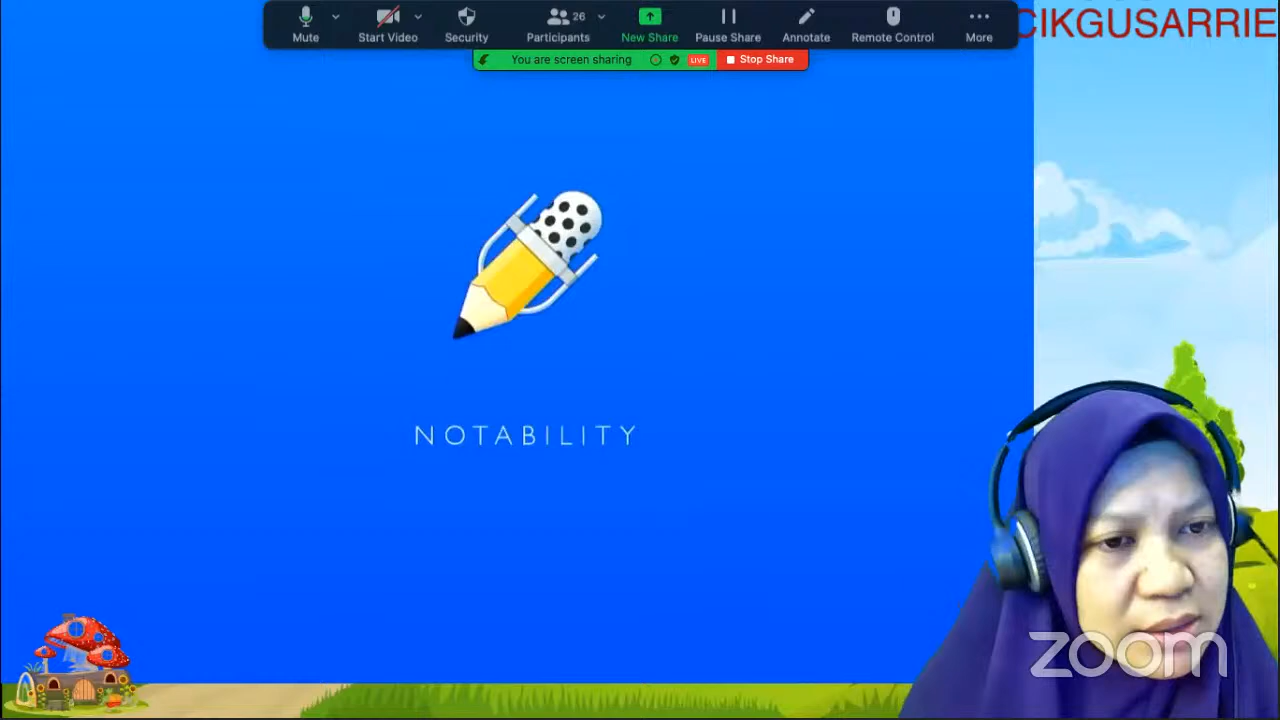 Mute
Start Video
Security
Participants
26
New Share
Pause Share
Annotate
Remote Control
More
CIKGUSARRIE
You are screen sharing
LIVE
Stop Share
NOTABILITY
zoom